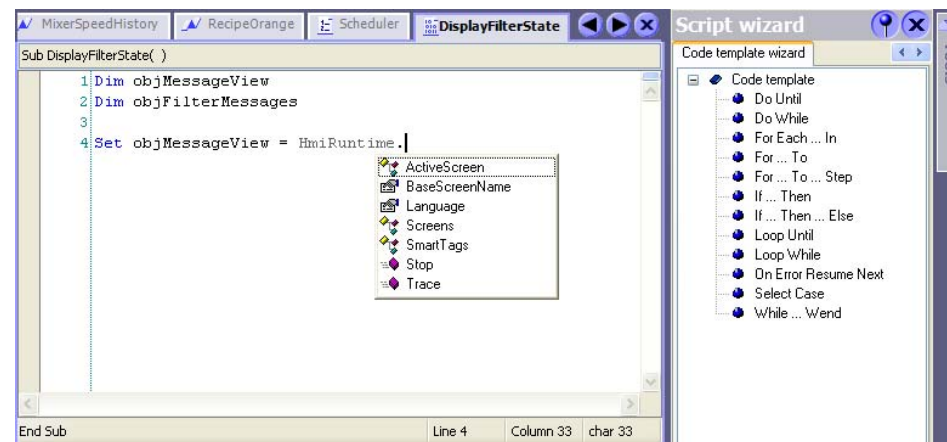 MixerSpeedHistory
RecipeOrange
Scheduler
DisplayFilterState
Sub DisplayFilterState( )
1 Dim objMessageView
2 Dim objFilterMessages
3
4 Set objMessageView = HmiRuntime.
ActiveScreen
BaseScreenName
Language
Screens
SmartTags
Stop
Trace
End Sub
Line 4
Column 33
char 33
Script wizard
Code template wizard
Code template
Do Until
Do While
For Each ... In
For ... To
For ... To ... Step
If ... Then
If ... Then ... Else
Loop Until
Loop While
On Error Resume Next
Select Case
While ... Wend